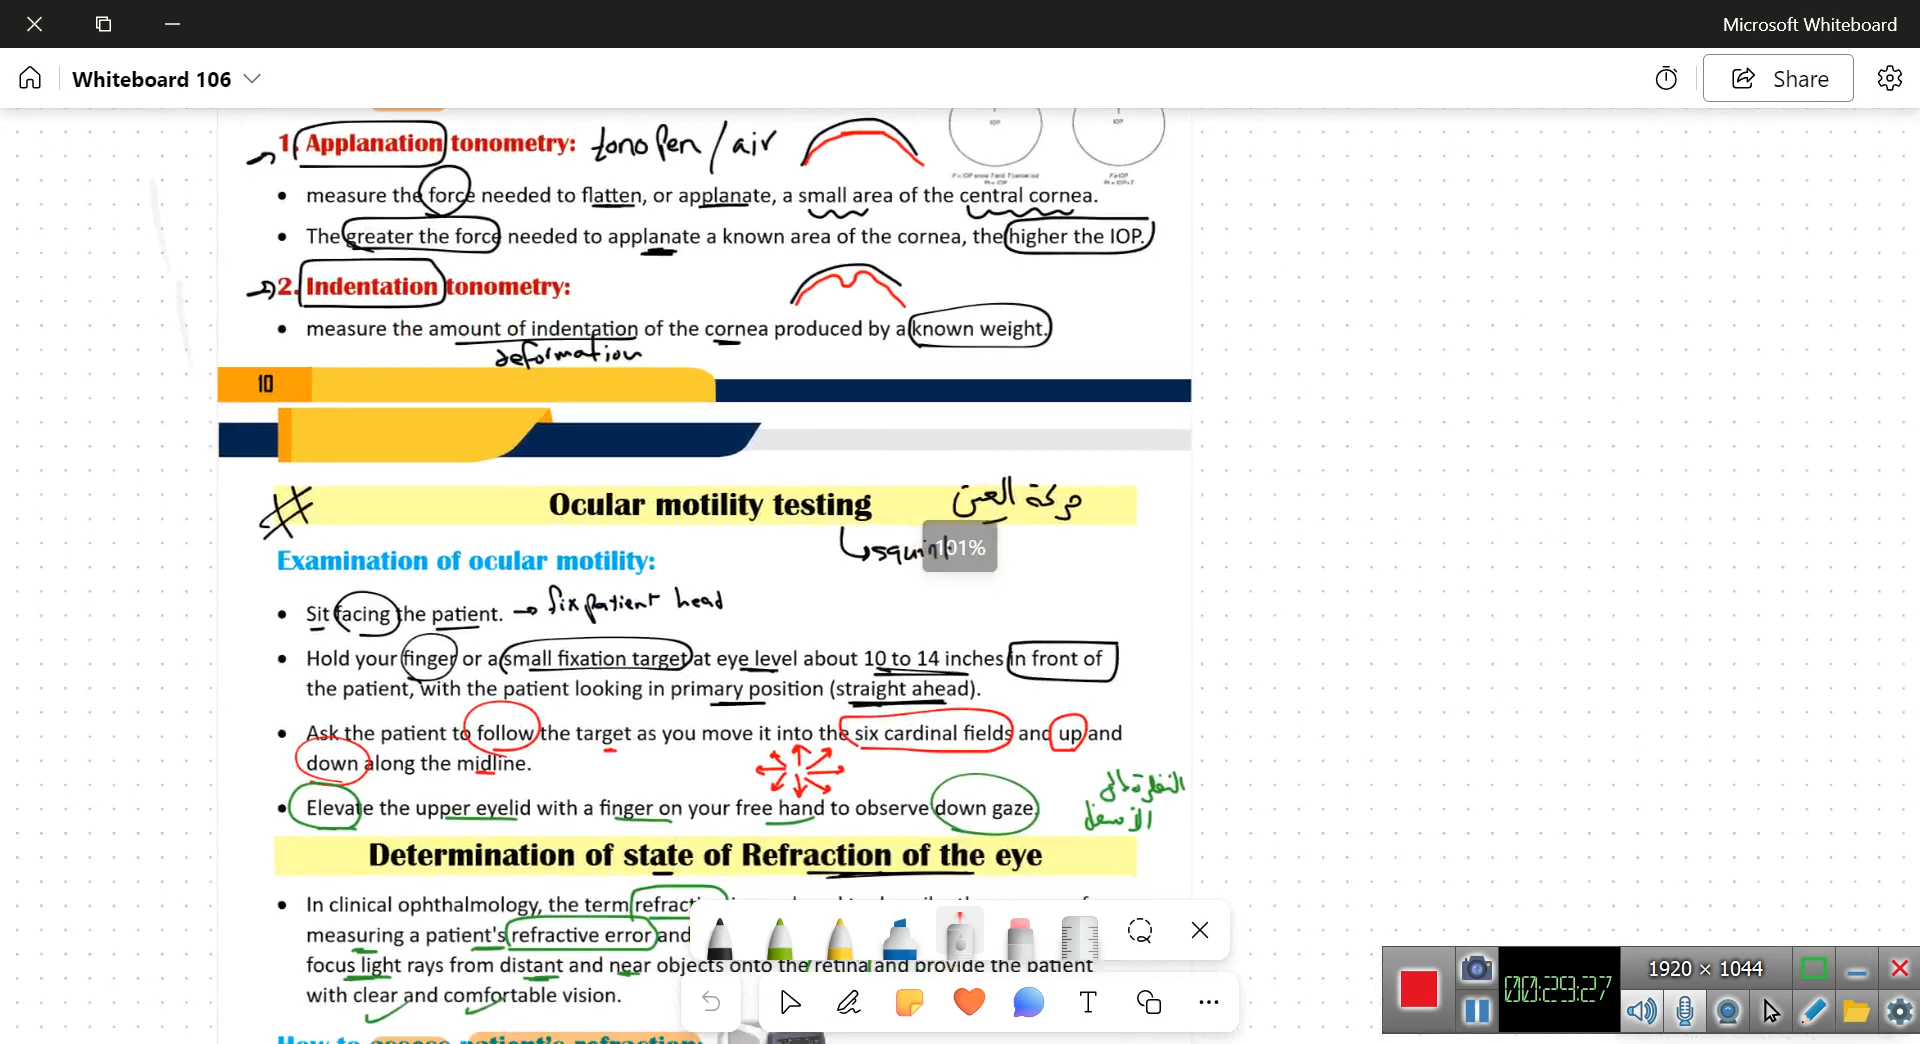 Microsoft Whiteboard
Whiteboard 106
Share
1. Applanation tonometry: tono Pen / air
IOP
IOP
• measure the force needed to flatten, or applanate, a small area of the central cornea.
• The greater the force needed to applanate a known area of the cornea, the higher the IOP.
2. Indentation tonometry:
• measure the amount of indentation of the cornea produced by a known weight.
deformation
10
Ocular motility testing حركة العين
squint
101%
Examination of ocular motility:
• Sit facing the patient. → fix patient head
• Hold your finger or a small fixation target at eye level about 10 to 14 inches in front of
the patient, with the patient looking in primary position (straight ahead).
• Ask the patient to follow the target as you move it into the six cardinal fields and up and
down along the midline.
• Elevate the upper eyelid with a finger on your free hand to observe down gaze.
Determination of state of Refraction of the eye
• In clinical ophthalmology, the term
measuring a patient's refractive error and
focus light rays from distant and near objects onto the retina and provide the patient
with clear and comfortable vision.
How to assess patient's refraction:
T
00:29:27
1920 × 1044